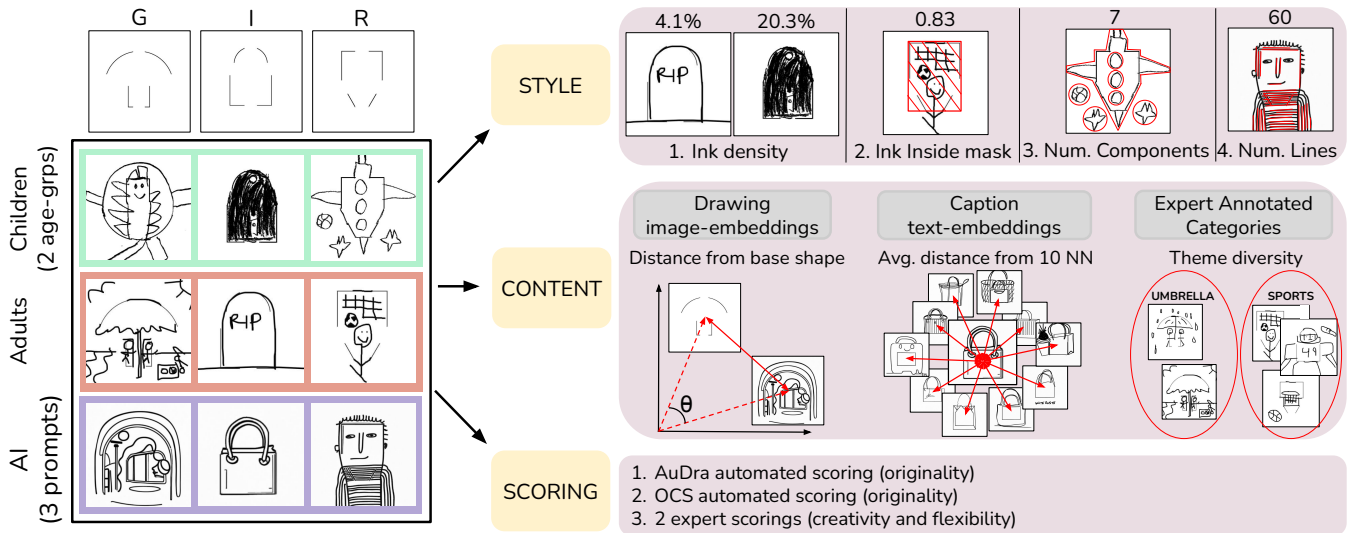 G I R
Children
(2 age-grps)
RIP
Adults
RIP
AI
(3 prompts)
STYLE
4.1% 20.3% 0.83 7 60
RIP
1. Ink density 2. Ink Inside mask 3. Num. Components 4. Num. Lines
CONTENT
Drawing
image-embeddings
Caption
text-embeddings
Expert Annotated
Categories
Distance from base shape
Avg. distance from 10 NN
Theme diversity
θ
UMBRELLA
SPORTS
49
SCORING
1. AuDra automated scoring (originality)
2. OCS automated scoring (originality)
3. 2 expert scorings (creativity and flexibility)